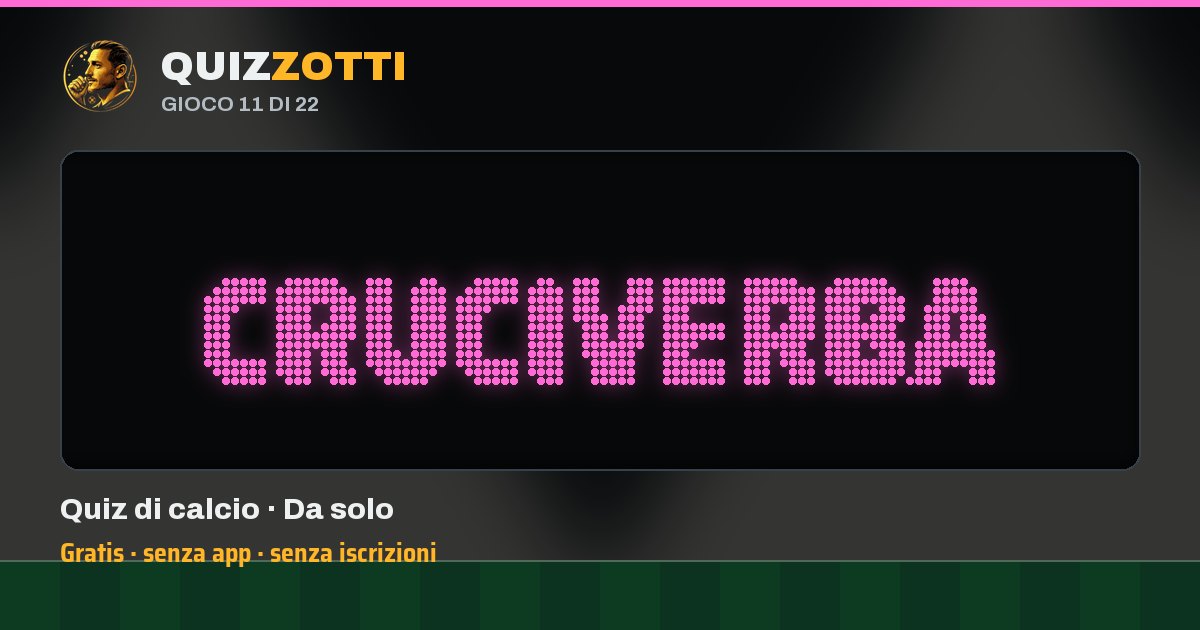 QUIZZOTTI
GIOCO 11 DI 22
CRUCIVERBA
Quiz di calcio · Da solo
Gratis · senza app · senza iscrizioni